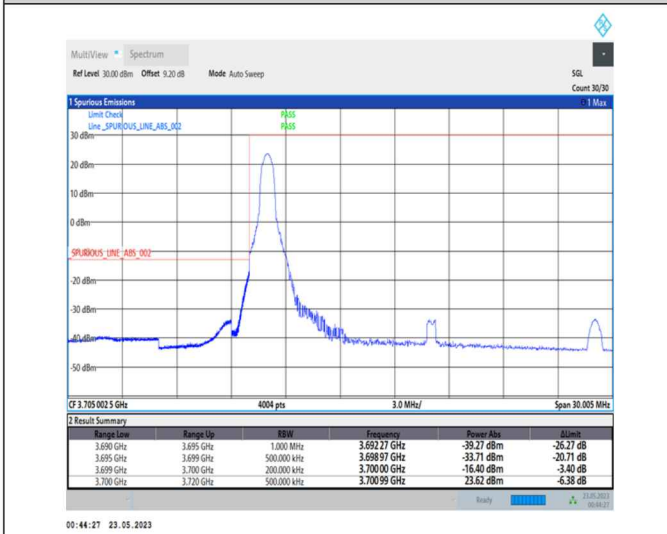 MultiView Spectrum
Ref Level 30.00 dBm Offset 9.20 dB Mode Auto Sweep SGL
Count 30/30
1 Spurious Emissions 1 Max
Limit Check PASS
Line _SPURIOUS_LINE_ABS_002 PASS
30 dBm
20 dBm
10 dBm
0 dBm
_SPURIOUS_LINE_ABS_002
-20 dBm
-30 dBm
-40 dBm
-50 dBm
CF 3.705 002 5 GHz 4004 pts 3.0 MHz/ Span 30.005 MHz
2 Result Summary
Range Low Range Up RBW Frequency Power Abs ΔLimit
3.690 GHz 3.695 GHz 1.000 MHz 3.692 27 GHz -39.27 dBm -26.27 dB
3.695 GHz 3.699 GHz 500.000 kHz 3.698 97 GHz -33.71 dBm -20.71 dB
3.699 GHz 3.700 GHz 200.000 kHz 3.700 00 GHz -16.40 dBm -3.40 dB
3.700 GHz 3.720 GHz 500.000 kHz 3.700 99 GHz 23.62 dBm -6.38 dB
Ready 23.05.2023
00:44:27
00:44:27 23.05.2023